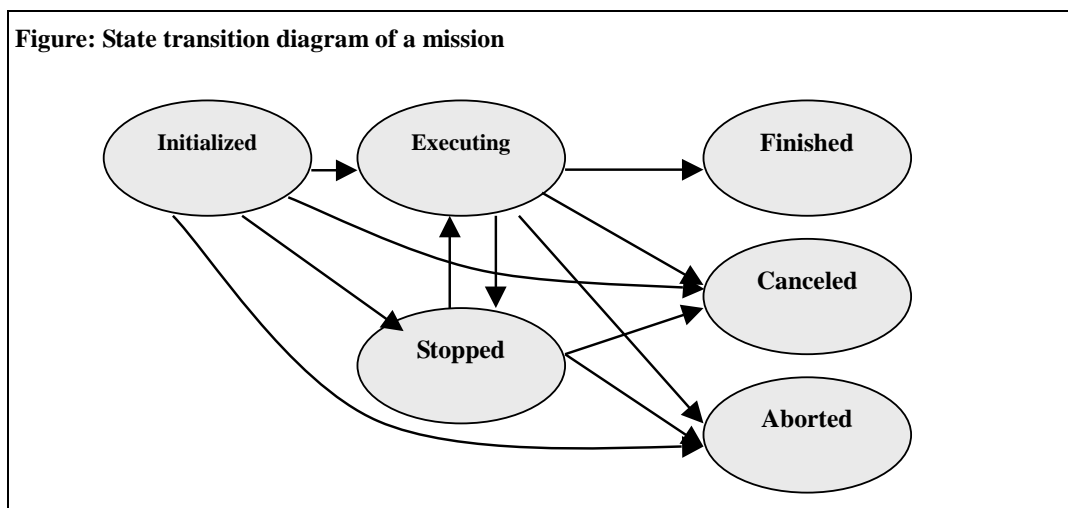 Figure: State transition diagram of a mission
Initialized
Executing
Finished
Canceled
Stopped
Aborted